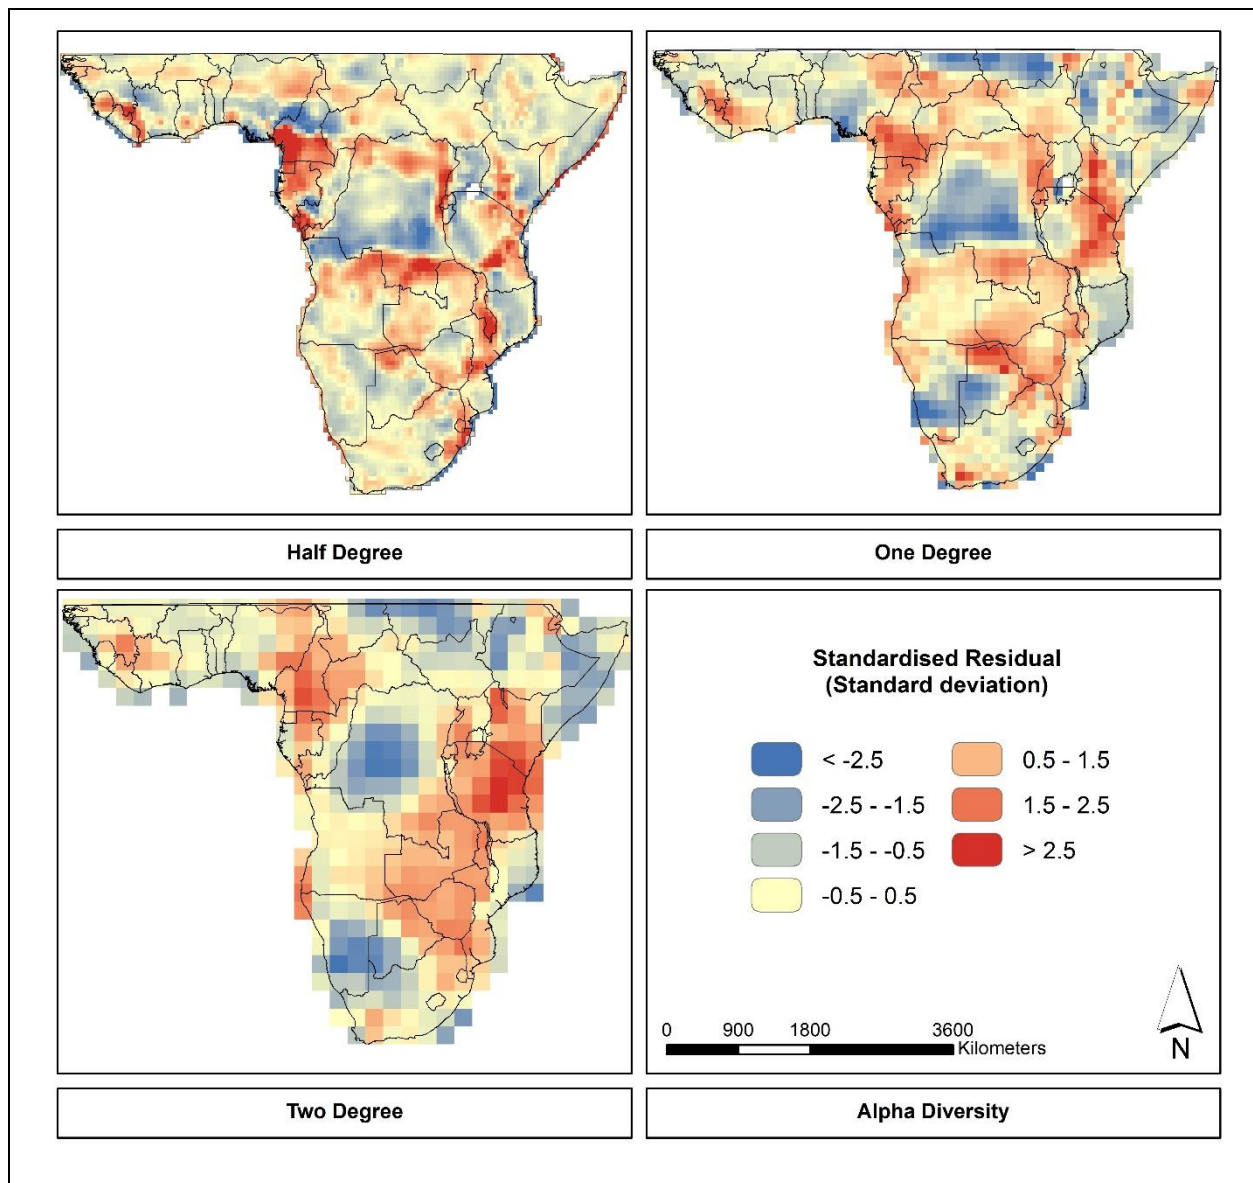 Half Degree
One Degree
Standardised Residual
(Standard deviation)
< -2.5
0.5 - 1.5
-2.5 - -1.5
1.5 - 2.5
-1.5 - -0.5
> 2.5
-0.5 - 0.5
0 900 1800 3600
Kilometers
N
Two Degree
Alpha Diversity